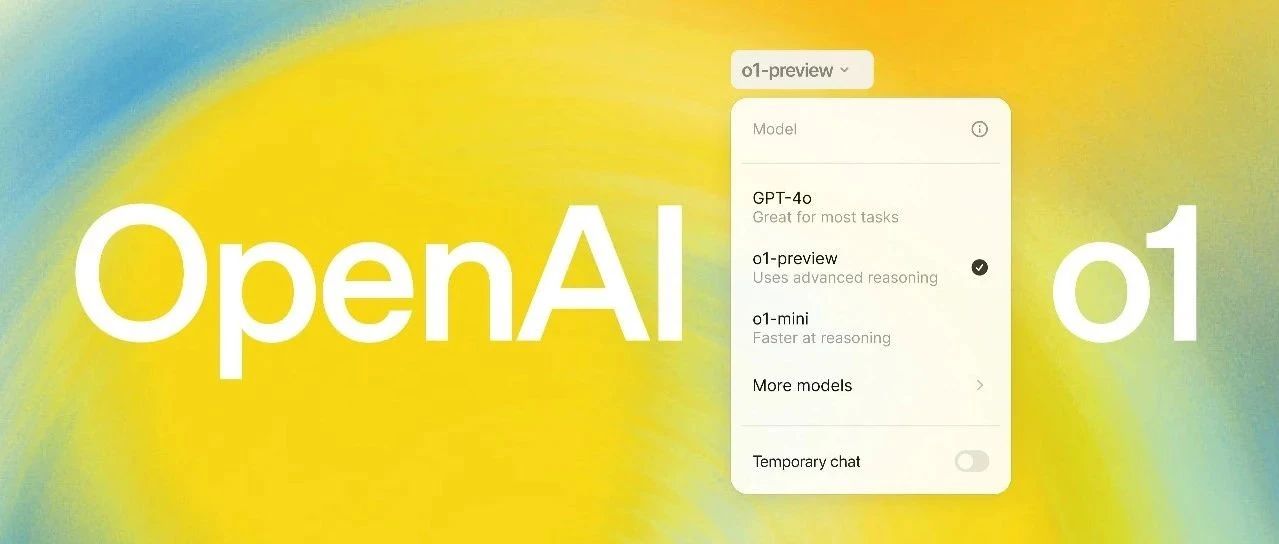 OpenAI
o1-preview
Model
GPT-4o
Great for most tasks
o1-preview
Uses advanced reasoning
o1-mini
Faster at reasoning
More models
Temporary chat
o1